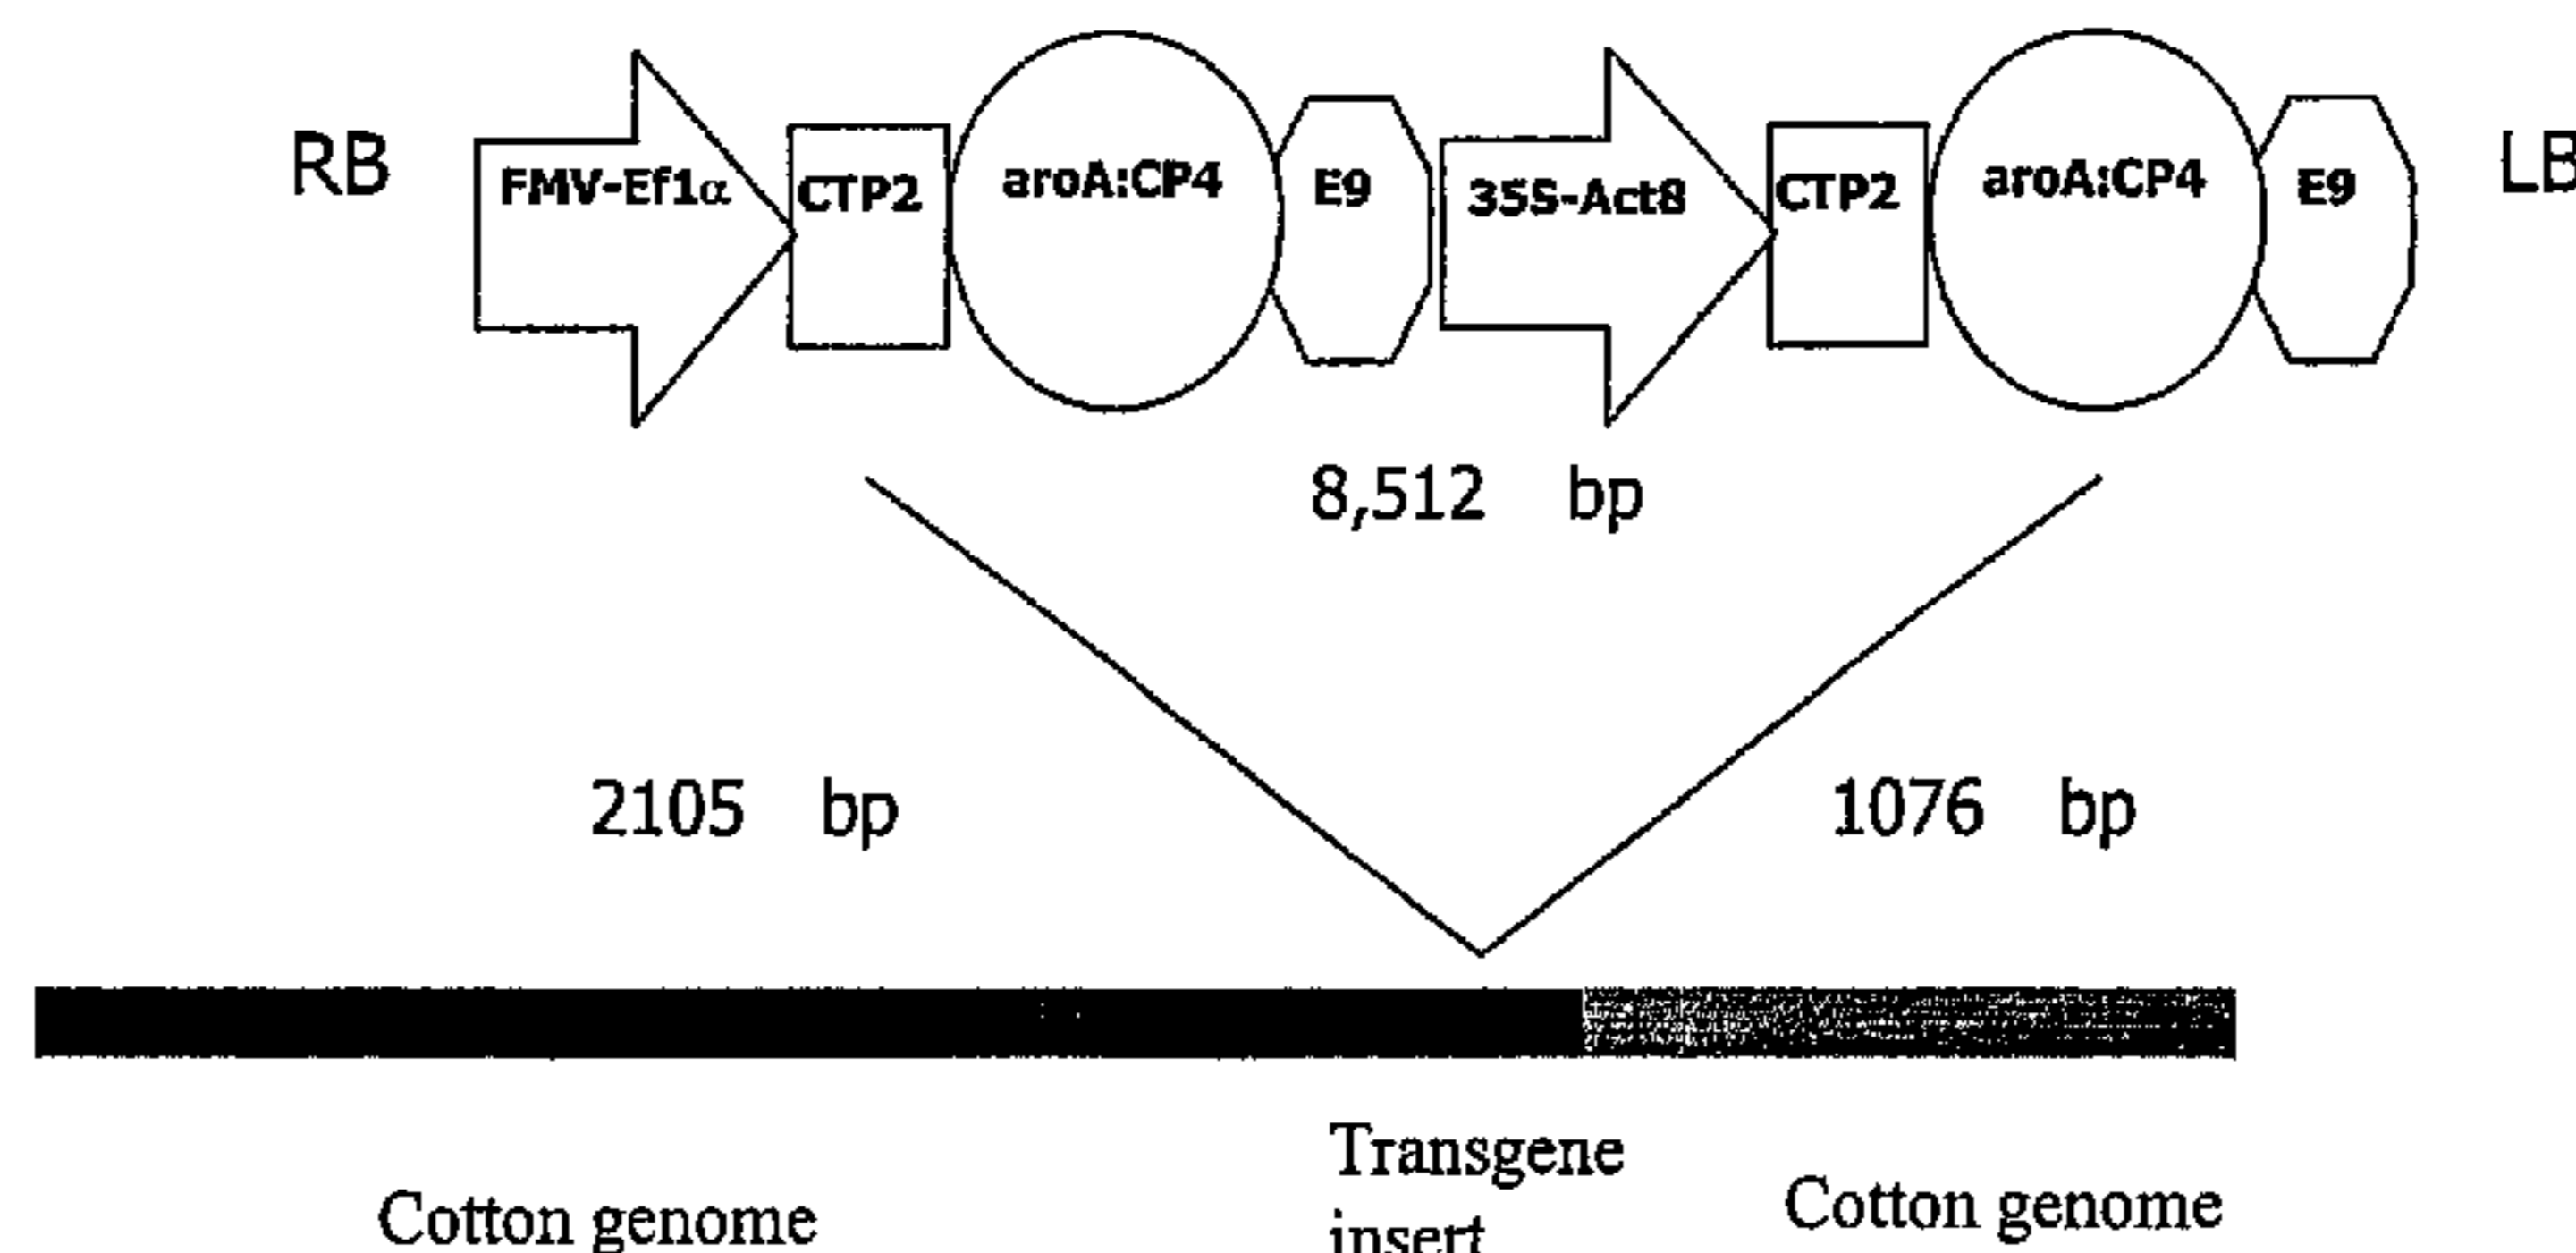 RB FMV-Ef1α CTP2 aroA:CP4 E9 35S-Act8 CTP2 aroA:CP4 E9 LB
8,512 bp
2105 bp 1076 bp
Transgene
insert
Cotton genome Cotton genome